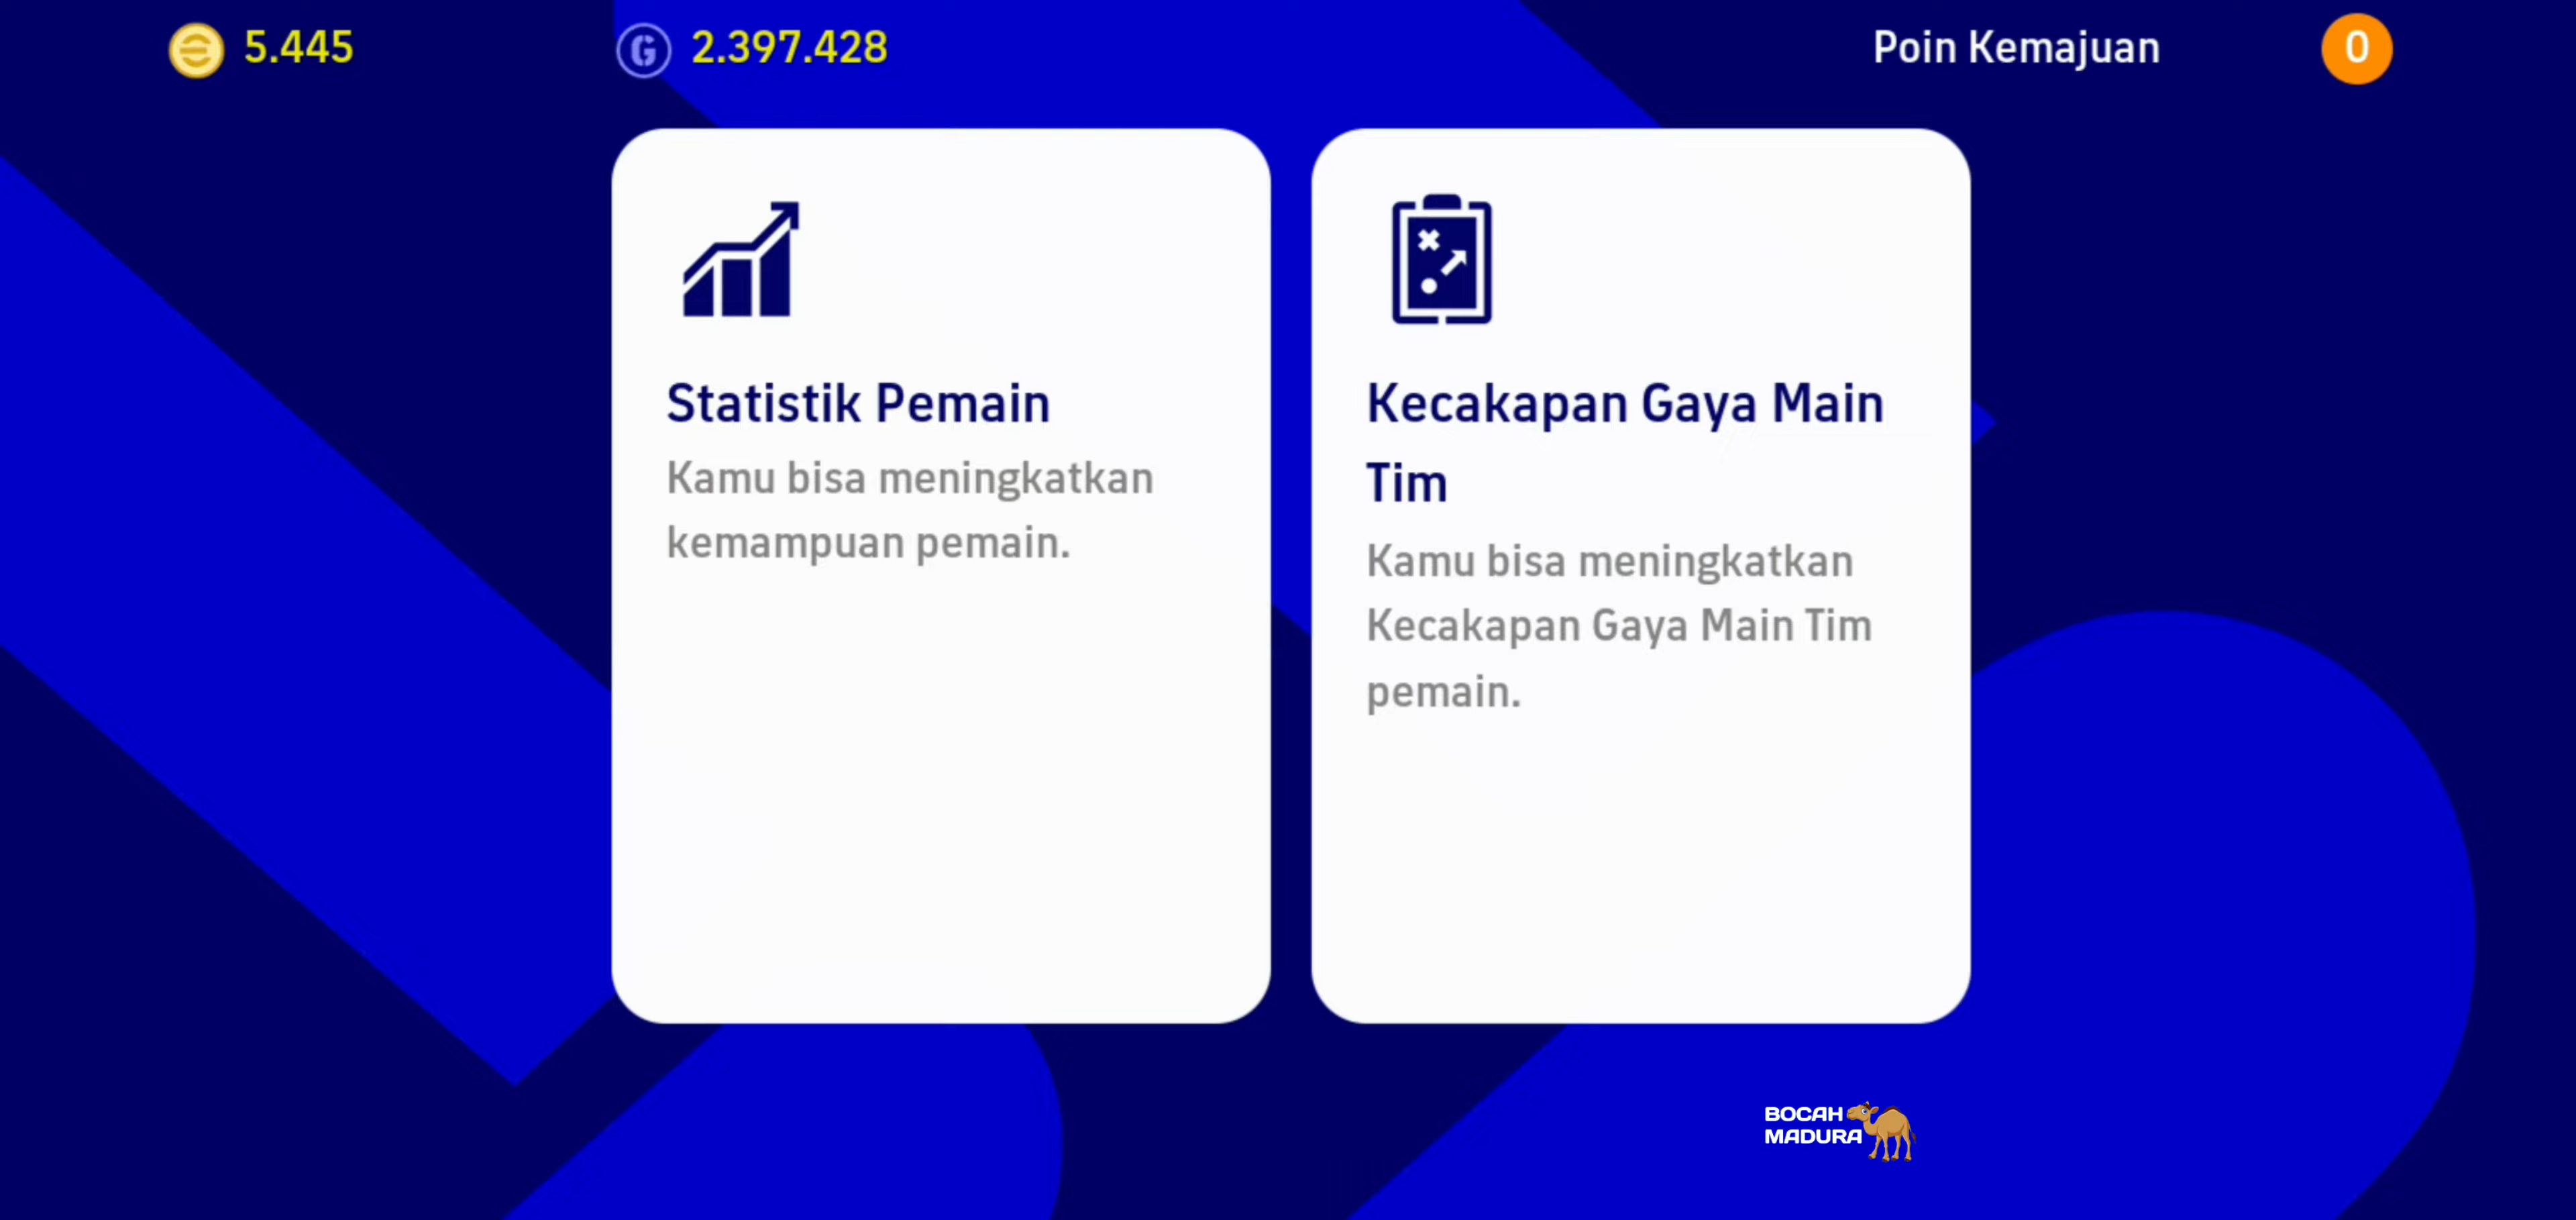 5.445
2.397.428
Poin Kemajuan
0
Statistik Pemain
Kamu bisa meningkatkan
kemampuan pemain.
Kecakapan Gaya Main
Tim
Kamu bisa meningkatkan
Kecakapan Gaya Main Tim
pemain.
BOCAH
MADURA